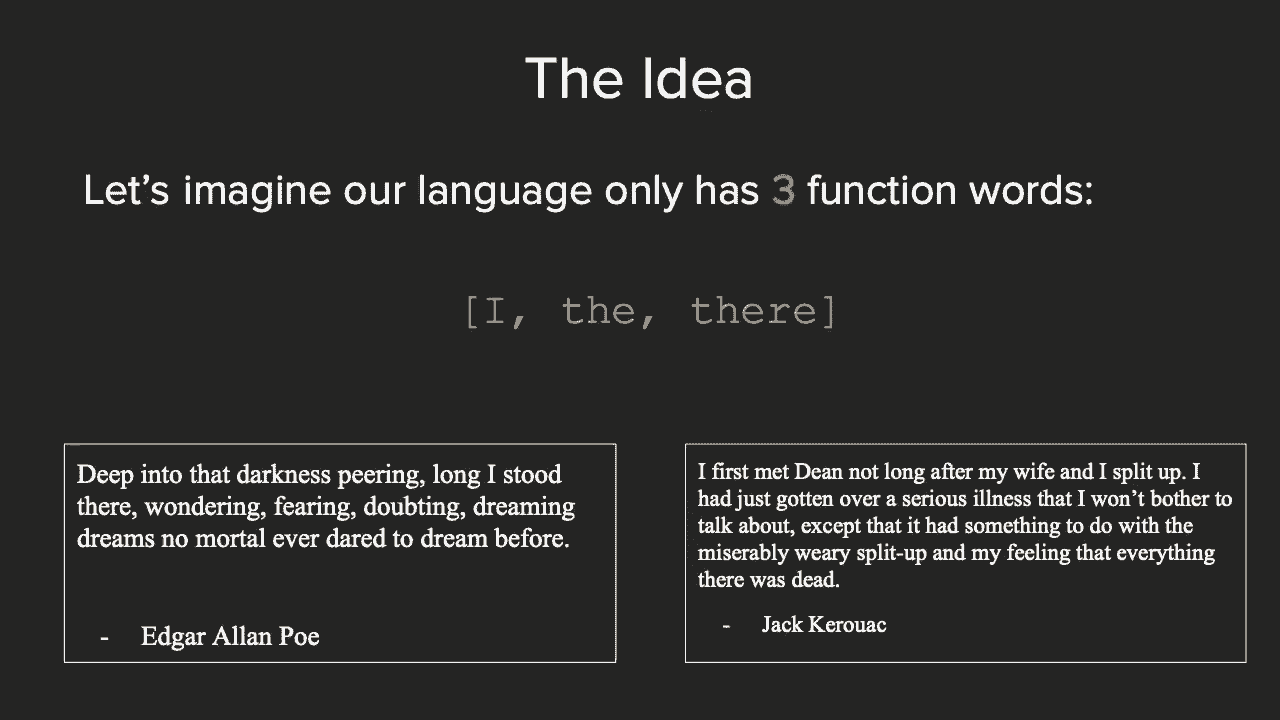 The Idea
Let’s imagine our language only has 3 function words:
[I, the, there]
Deep into that darkness peering, long I stood
there, wondering, fearing, doubting, dreaming
dreams no mortal ever dared to dream before.
- Edgar Allan Poe
I first met Dean not long after my wife and I split up. I
had just gotten over a serious illness that I won’t bother to
talk about, except that it had something to do with the
miserably weary split-up and my feeling that everything
there was dead.
- Jack Kerouac